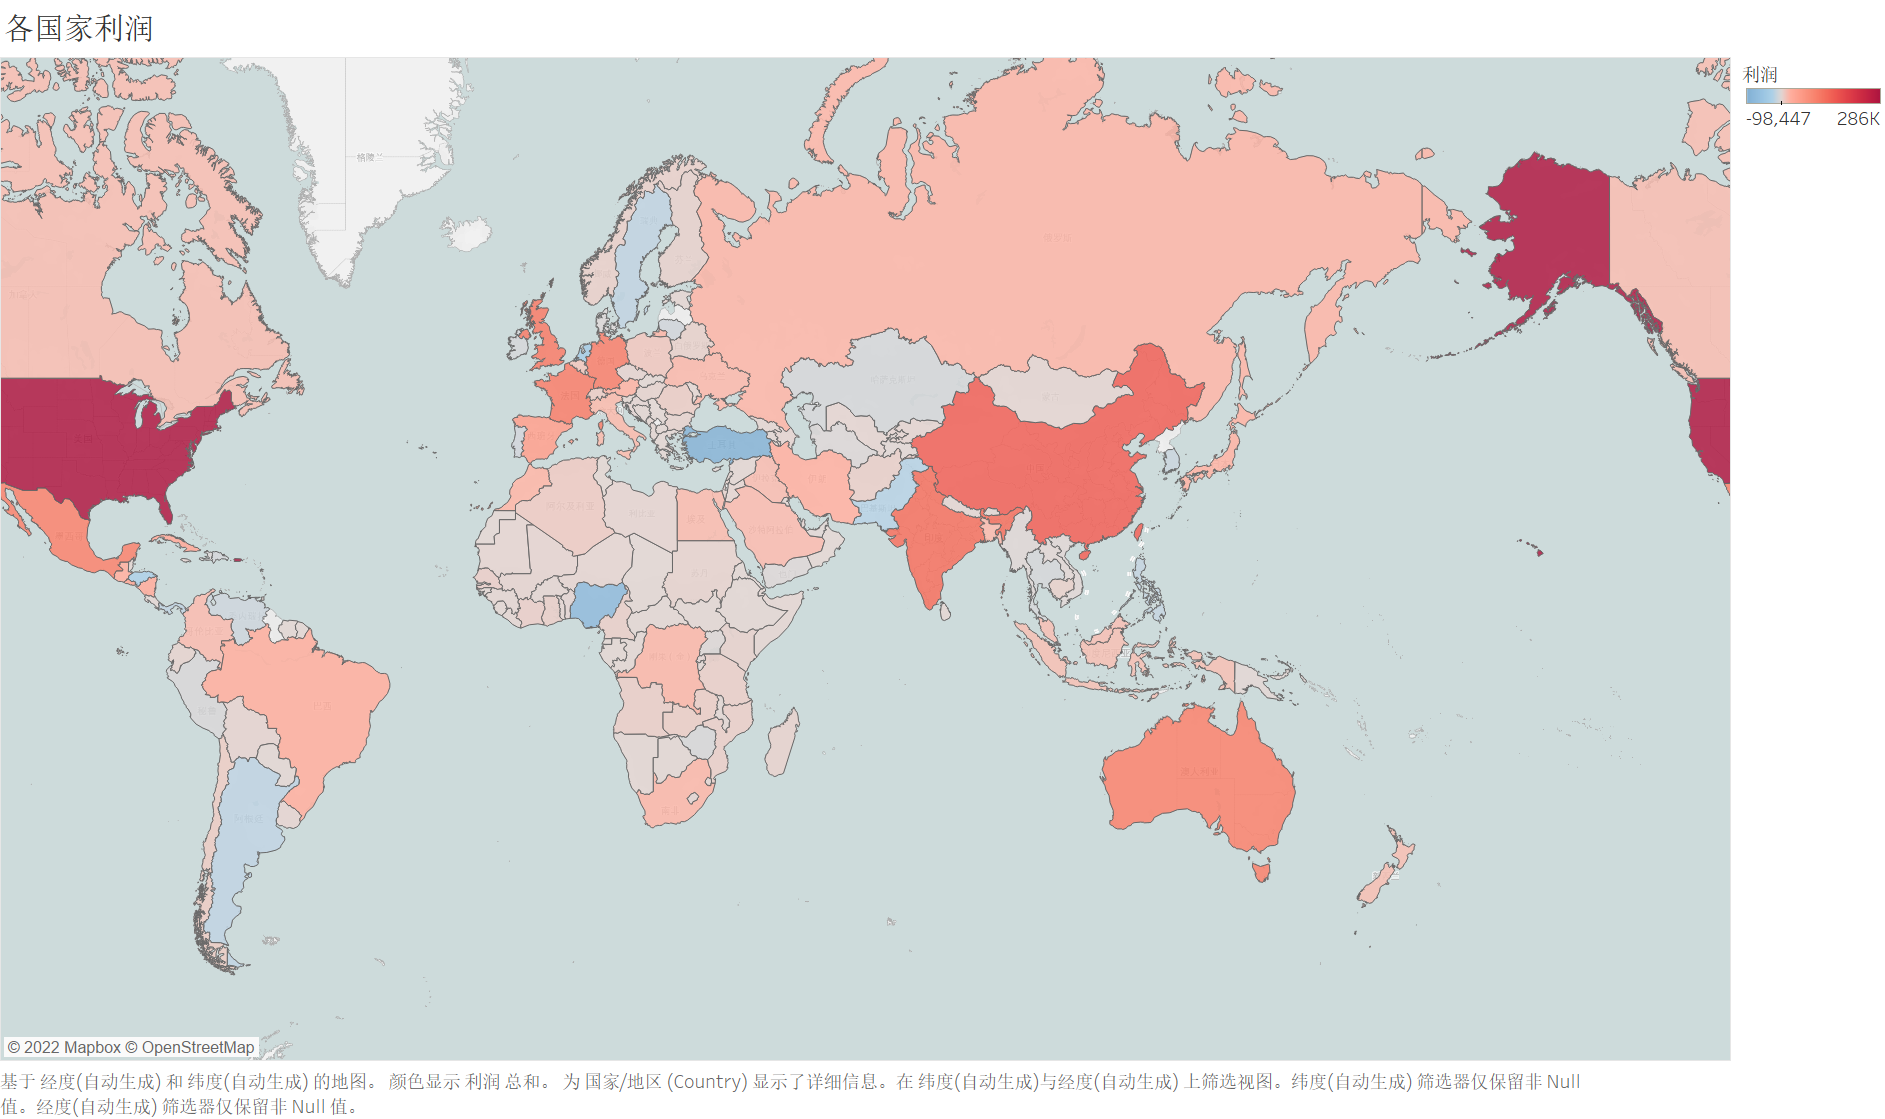 各国家利润
利润
-98,447 286K
格陵兰
© 2022 Mapbox © OpenStreetMap
基于 经度(自动生成) 和 纬度(自动生成) 的地图。 颜色显示 利润 总和。 为 国家/地区 (Country) 显示了详细信息。在 纬度(自动生成)与经度(自动生成) 上筛选视图。纬度(自动生成) 筛选器仅保留非 Null
值。经度(自动生成) 筛选器仅保留非 Null 值。